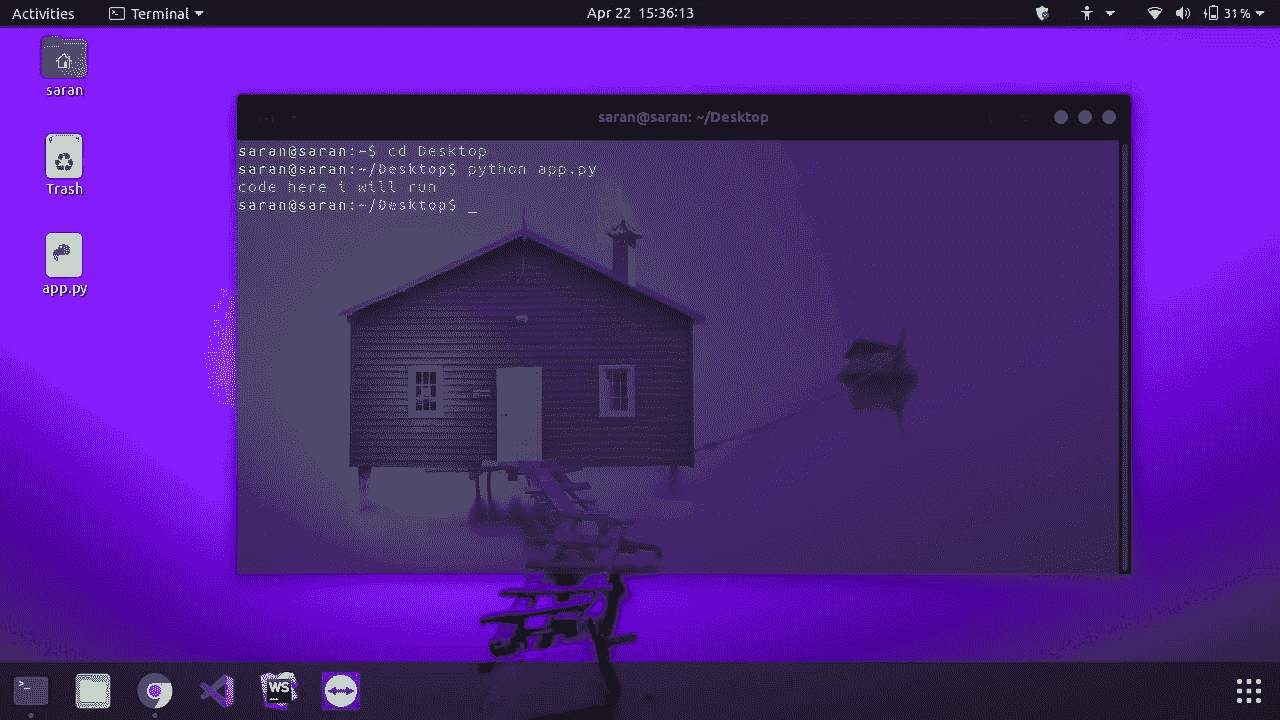 Activities Terminal Apr 22 15:36:13 31%
saran
Trash
app.py
saran@saran: ~/Desktop
saran@saran:~$ cd Desktop
saran@saran:~/Desktop$ python app.py
code here i will run
saran@saran:~/Desktop$ _
>_ WS